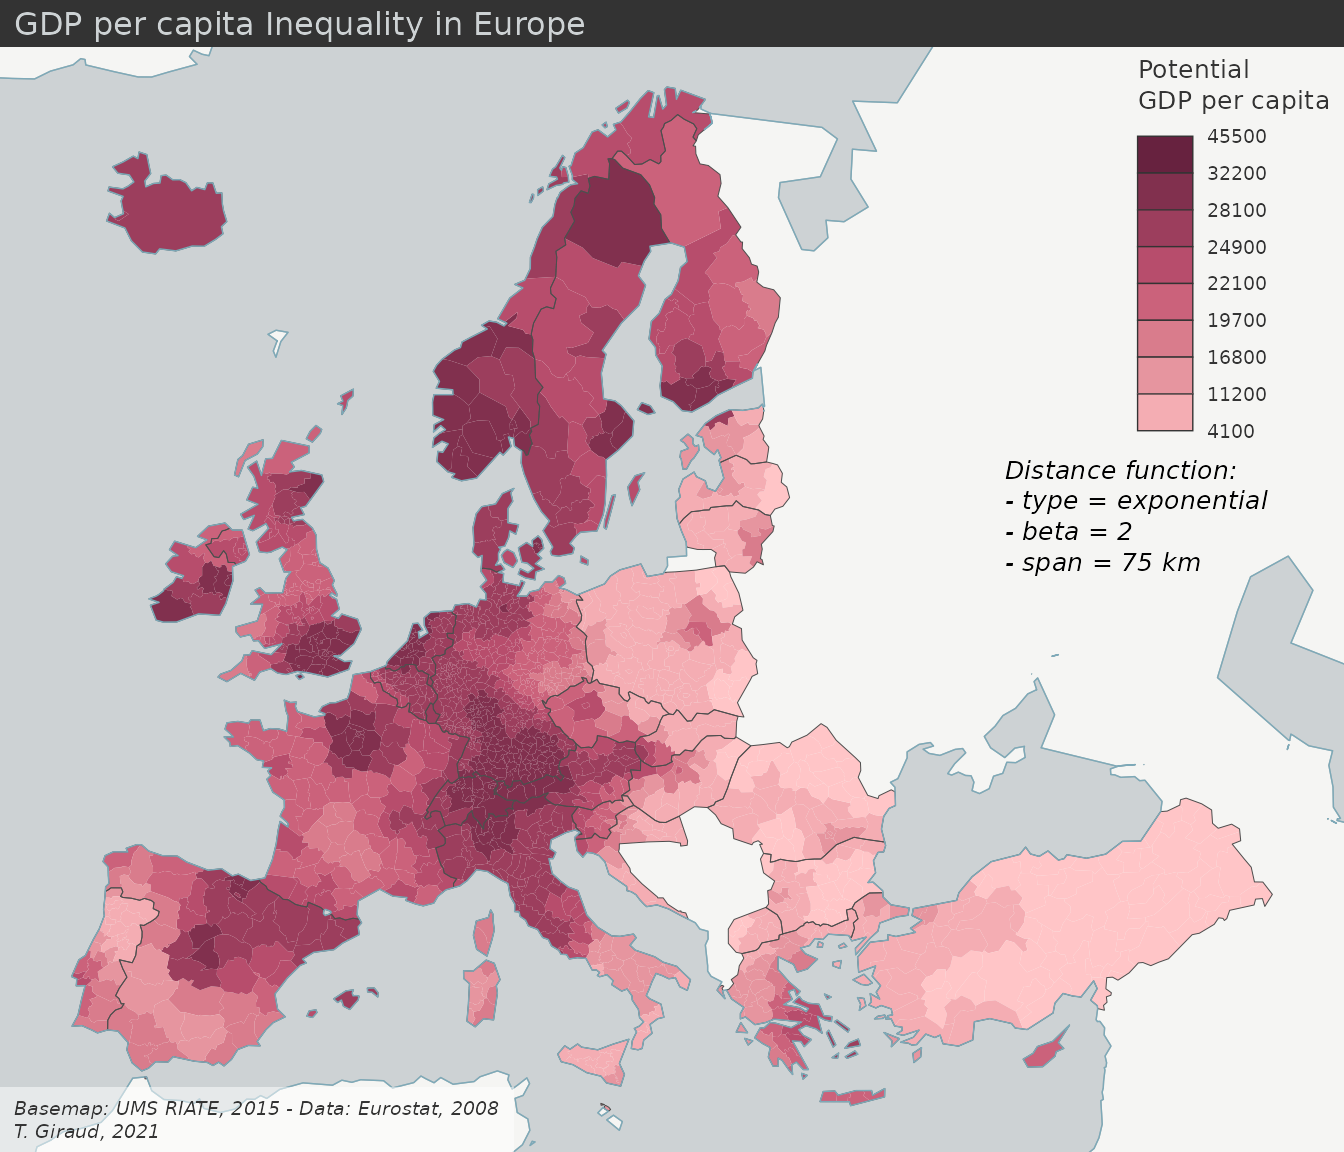 GDP per capita Inequality in Europe
Potential
GDP per capita
45500
32200
28100
24900
22100
19700
16800
11200
4100
Distance function:
- type = exponential
- beta = 2
- span = 75 km
Basemap: UMS RIATE, 2015 - Data: Eurostat, 2008
T. Giraud, 2021